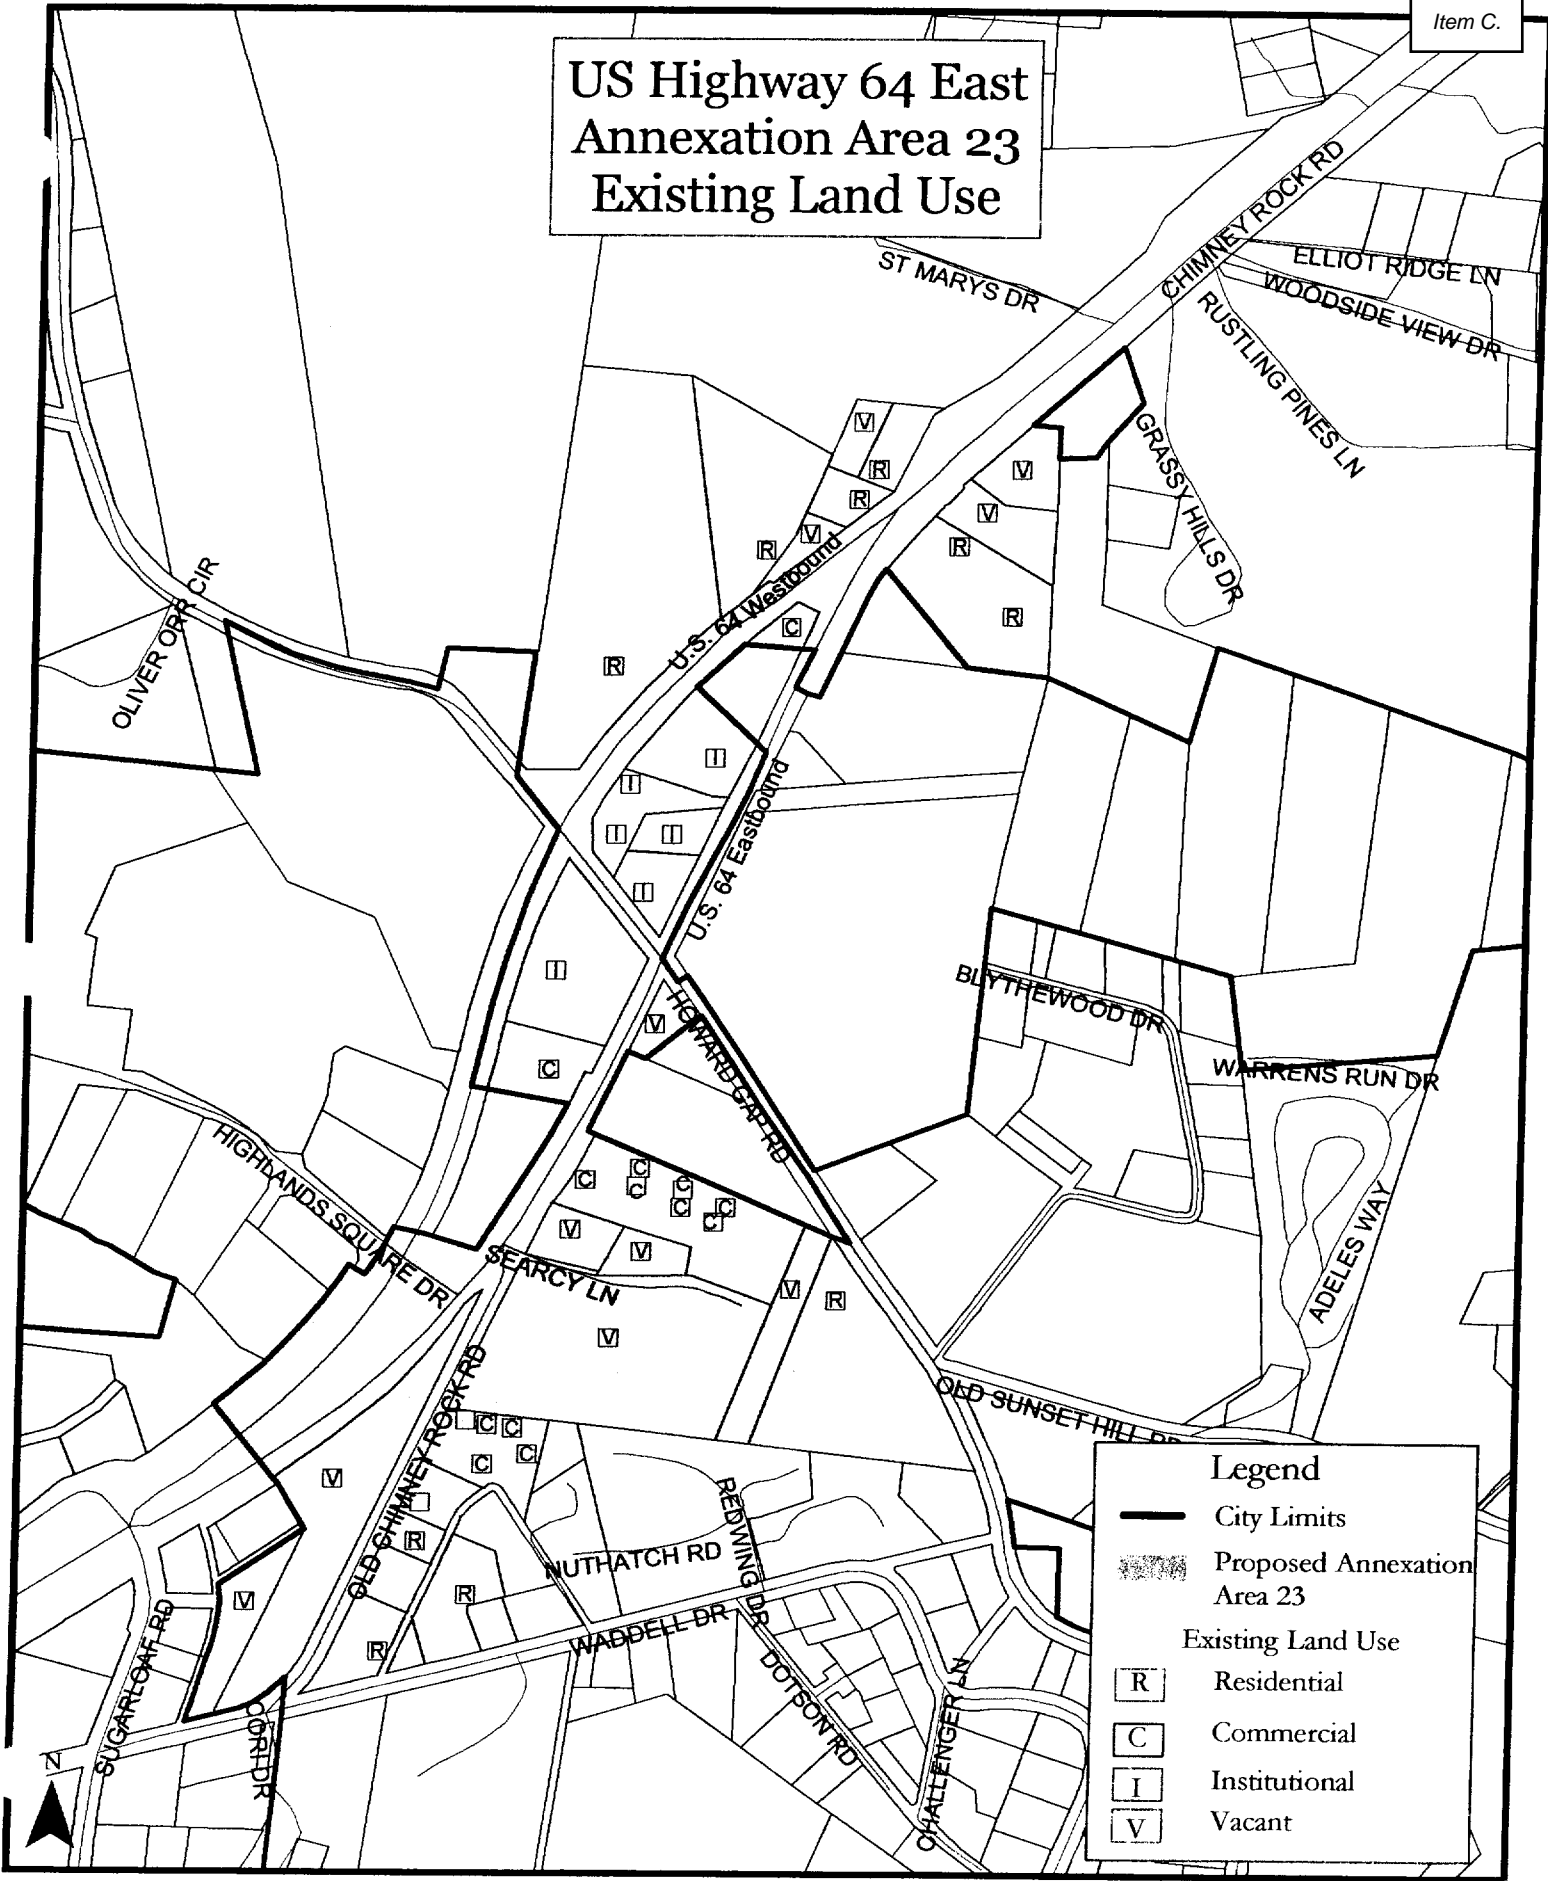 Item C.
US Highway 64 East
Annexation Area 23
Existing Land Use
CHIMNEY ROCK RD
ST MARYS DR
ELLIOT RIDGE LN
WOODSIDE VIEW DR
RUSTLING PINES LN
GRASSY HILLS DR
V
R
R
V
R
V
V
R
R
U.S. 64 Westbound
C
R
OLIVER ORR CIR
I
I
I
I
I
U.S. 64 Eastbound
I
BLYTHEWOOD DR
V
HOWARD GAP RD
C
WARRENS RUN DR
HIGHLANDS SQUARE DR
C
C
C
C
C
C
C
V
V
SEARCY LN
V
R
V
ADELES WAY
OLD CHIMNEY ROCK RD
OLD SUNSET HILL RD
C
C
C
C
V
R
R
R
V
NUTHATCH RD
REDWING DR
WADDELL DR
DOTSON RD
CHALLENGER LN
SUGARLOAF RD
CORI DR
N
Legend
City Limits
Proposed Annexation
Area 23
Existing Land Use
R Residential
C Commercial
I Institutional
V Vacant